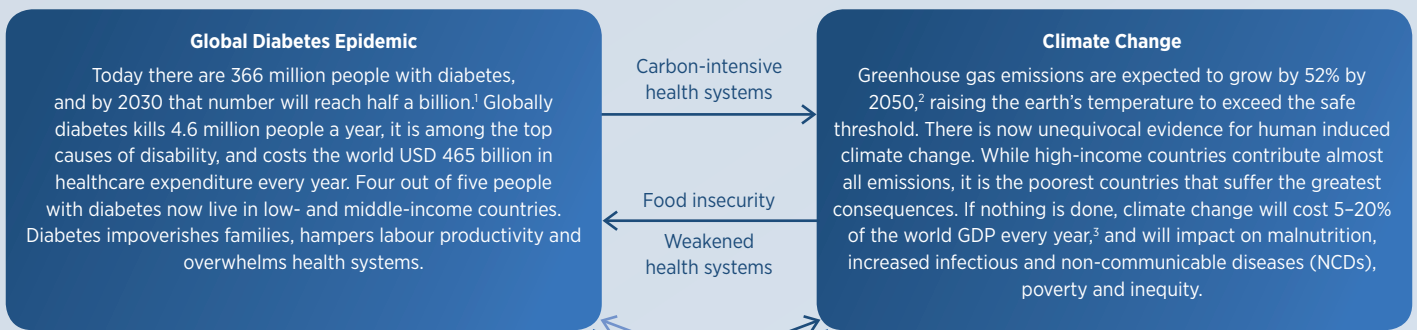 Global Diabetes Epidemic
Today there are 366 million people with diabetes,
and by 2030 that number will reach half a billion.¹ Globally
diabetes kills 4.6 million people a year, it is among the top
causes of disability, and costs the world USD 465 billion in
healthcare expenditure every year. Four out of five people
with diabetes now live in low- and middle-income countries.
Diabetes impoverishes families, hampers labour productivity and
overwhelms health systems.
Carbon-intensive
health systems
Food insecurity
Weakened
health systems
Climate Change
Greenhouse gas emissions are expected to grow by 52% by
2050,² raising the earth’s temperature to exceed the safe
threshold. There is now unequivocal evidence for human induced
climate change. While high-income countries contribute almost
all emissions, it is the poorest countries that suffer the greatest
consequences. If nothing is done, climate change will cost 5–20%
of the world GDP every year,³ and will impact on malnutrition,
increased infectious and non-communicable diseases (NCDs),
poverty and inequity.